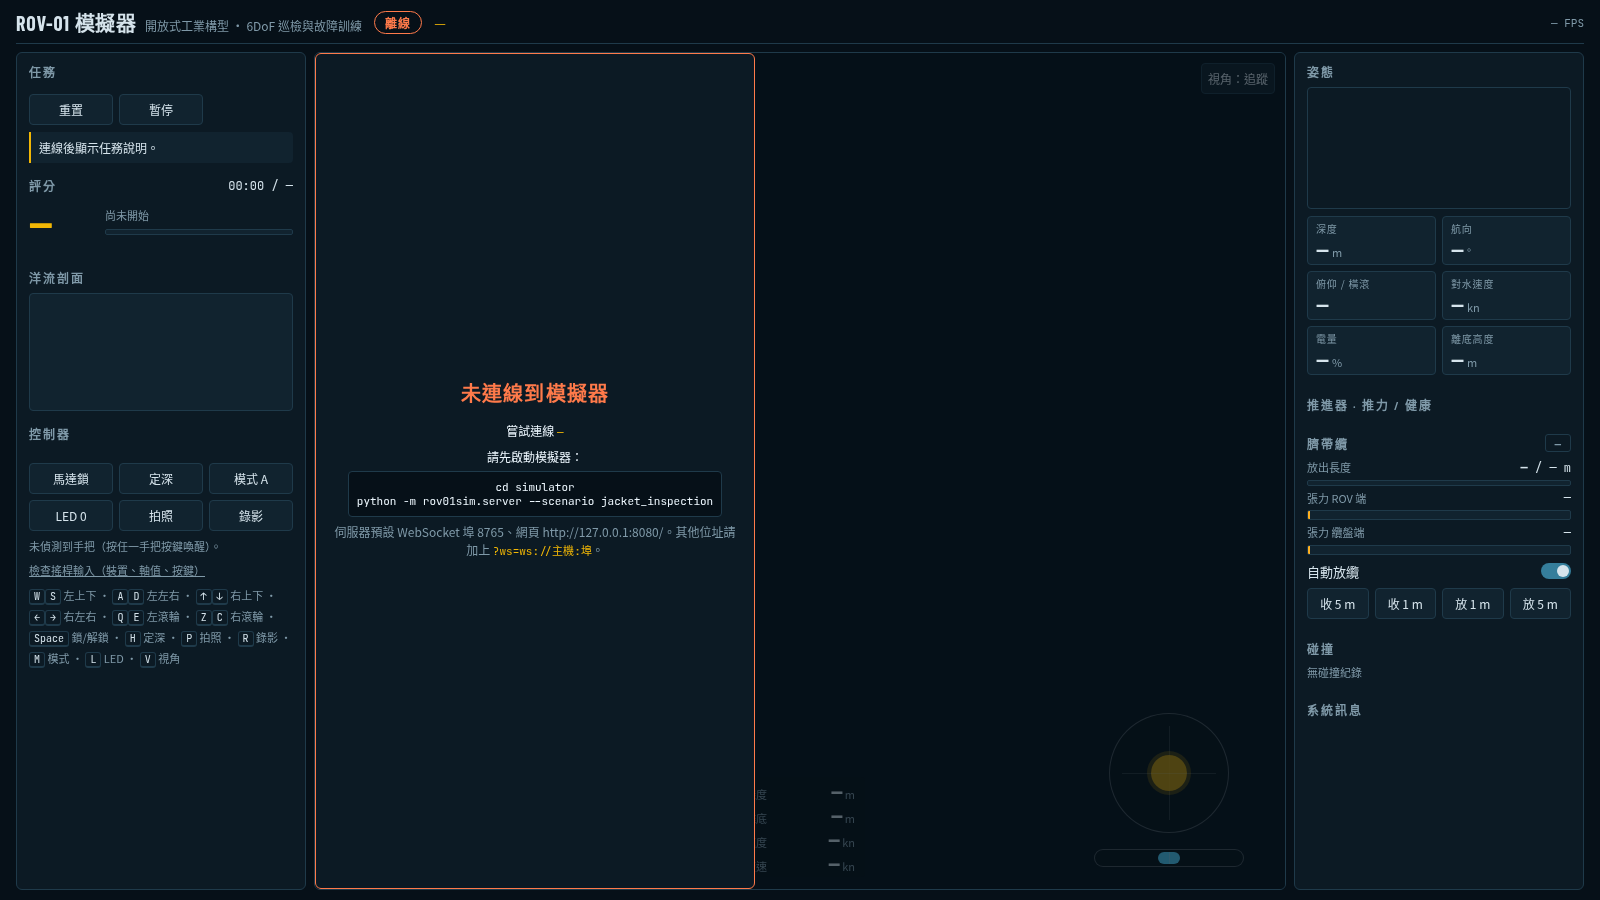 ROV-01 模擬器 開放式工業構型 · 6DoF 巡檢與故障訓練 離線 — — FPS
任務
重置 暫停
連線後顯示任務說明。
評分 00:00 / —
— 尚未開始
洋流剖面
控制器
馬達鎖 定深 模式 A
LED 0 拍照 錄影
未偵測到手把（按任一手把按鍵喚醒）。
檢查搖桿輸入（裝置、軸值、按鍵）
W S 左上下 · A D 左左右 · ↑ ↓ 右上下 ·
← → 右左右 · Q E 左滾輪 · Z C 右滾輪 ·
Space 鎖/解鎖 · H 定深 · P 拍照 · R 錄影 ·
M 模式 · L LED · V 視角
未連線到模擬器
嘗試連線 —
請先啟動模擬器：
cd simulator
python -m rov01sim.server --scenario jacket_inspection
伺服器預設 WebSocket 埠 8765、網頁 http://127.0.0.1:8080/。其他位址請
加上 ?ws=ws://主機:埠。
視角：追蹤
度 — m
底 — m
度 — kn
速 — kn
姿態
深度 航向
— m — °
俯仰 / 橫滾 對水速度
— — kn
電量 離底高度
— % — m
推進器 · 推力 / 健康
臍帶纜 —
放出長度 — / — m
張力 ROV 端 —
張力 纜盤端 —
自動放纜
收 5 m 收 1 m 放 1 m 放 5 m
碰撞
無碰撞紀錄
系統訊息